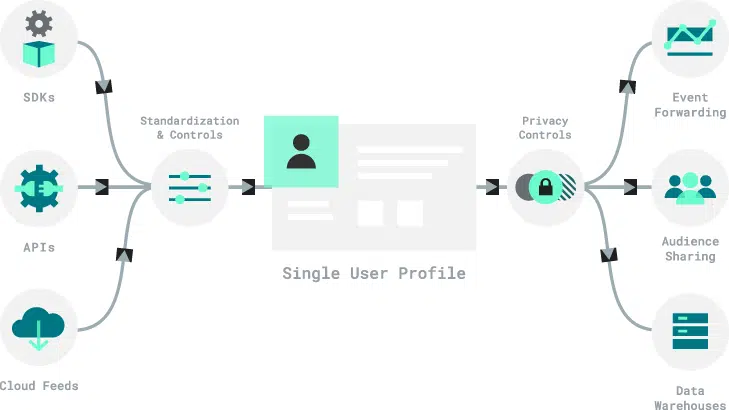 SDKs
Standardization
& Controls
APIs
Cloud Feeds
Single User Profile
Privacy
Controls
Event
Forwarding
Audience
Sharing
Data
Warehouses